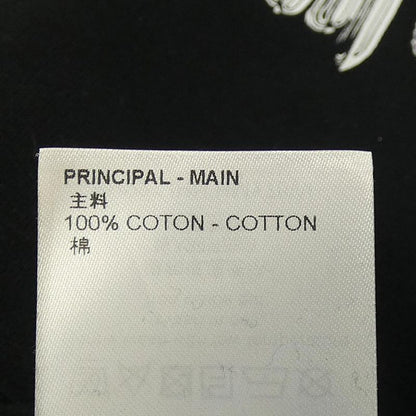 PRINCIPAL - MAIN
主料
100% COTON - COTTON
棉